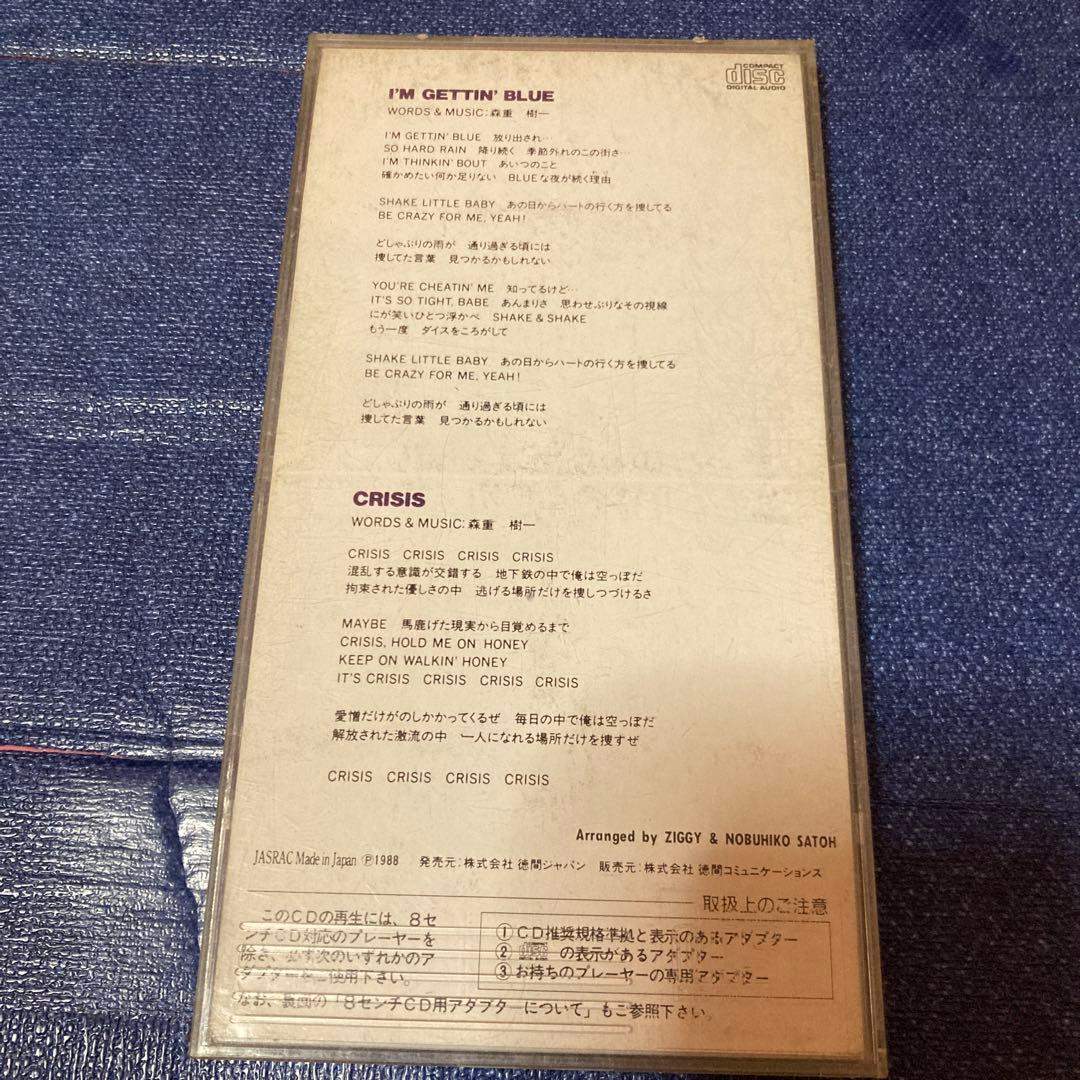 COMPACT
disc
DIGITAL AUDIO
I'M GETTIN' BLUE
WORDS & MUSIC:森重 樹一
I'M GETTIN' BLUE 放り出され…
SO HARD RAIN 降り続く 季節外れのこの街さ…
I'M THINKIN' BOUT あいつのこと
確かめたい何か足りない BLUEな夜が続く理由
SHAKE LITTLE BABY あの日からハートの行く方を捜してる
BE CRAZY FOR ME, YEAH!
どしゃぶりの雨が 通り過ぎる頃には
捜してた言葉 見つかるかもしれない
YOU'RE CHEATIN' ME 知ってるけど…
IT'S SO TIGHT, BABE あんまりさ 思わせぶりなその視線
にが笑いひとつ浮かべ SHAKE & SHAKE
もう一度 ダイスをころがして
SHAKE LITTLE BABY あの日からハートの行く方を捜してる
BE CRAZY FOR ME, YEAH!
どしゃぶりの雨が 通り過ぎる頃には
捜してた言葉 見つかるかもしれない
CRISIS
WORDS & MUSIC:森重 樹一
CRISIS CRISIS CRISIS CRISIS
混乱する意識が交錯する 地下鉄の中で俺は空っぽだ
拘束された優しさの中 逃げる場所だけを捜しつづけるさ
MAYBE 馬鹿げた現実から目覚めるまで
CRISIS, HOLD ME ON HONEY
KEEP ON WALKIN' HONEY
IT'S CRISIS CRISIS CRISIS CRISIS
愛憎だけがのしかかってくるぜ 毎日の中で俺は空っぽだ
解放された激流の中 一人になれる場所だけを捜すぜ
CRISIS CRISIS CRISIS CRISIS
Arranged by ZIGGY & NOBUHIKO SATOH
JASRAC Made in Japan Ⓟ1988 発売元:株式会社 徳間ジャパン 販売元:株式会社 徳間コミュニケーションズ
取扱上のご注意
このCDの再生には、8センチCD対応のプレーヤーを
除き、必ず次のいずれかのア
ダプターをご使用下さい。
①CD推奨規格準拠と表示のあるアダプター
② disc の表示があるアダプター
③お持ちのプレーヤーの専用アダプター
なお、裏面の「8センチCD用アダプターについて」もご参照下さい。